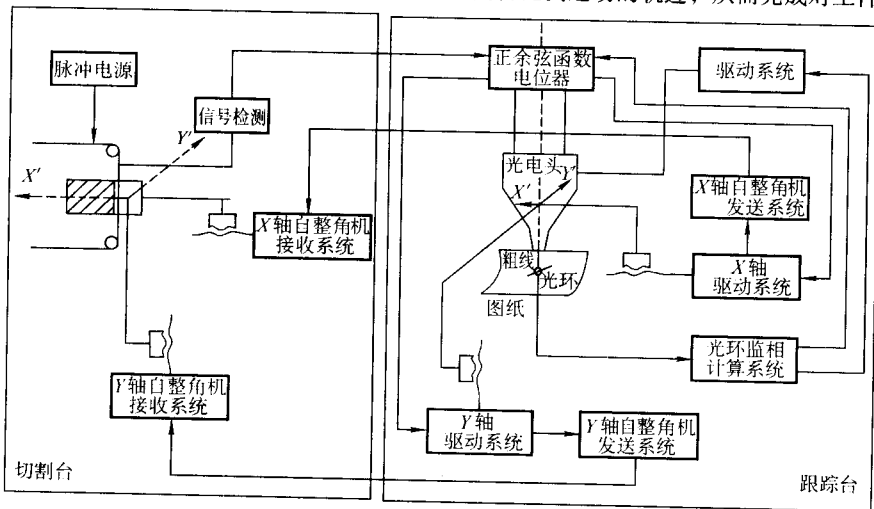 脉冲电源
信号检测
Y′
X′
X轴自整角机
接收系统
Y轴自整角机
接收系统
切割台
正余弦函数
电位器
驱动系统
光电头
X′
Y′
X轴自整角机
发送系统
粗线
光环
图纸
X轴
驱动系统
光环监相
计算系统
Y轴
驱动系统
Y轴自整角机
发送系统
跟踪台